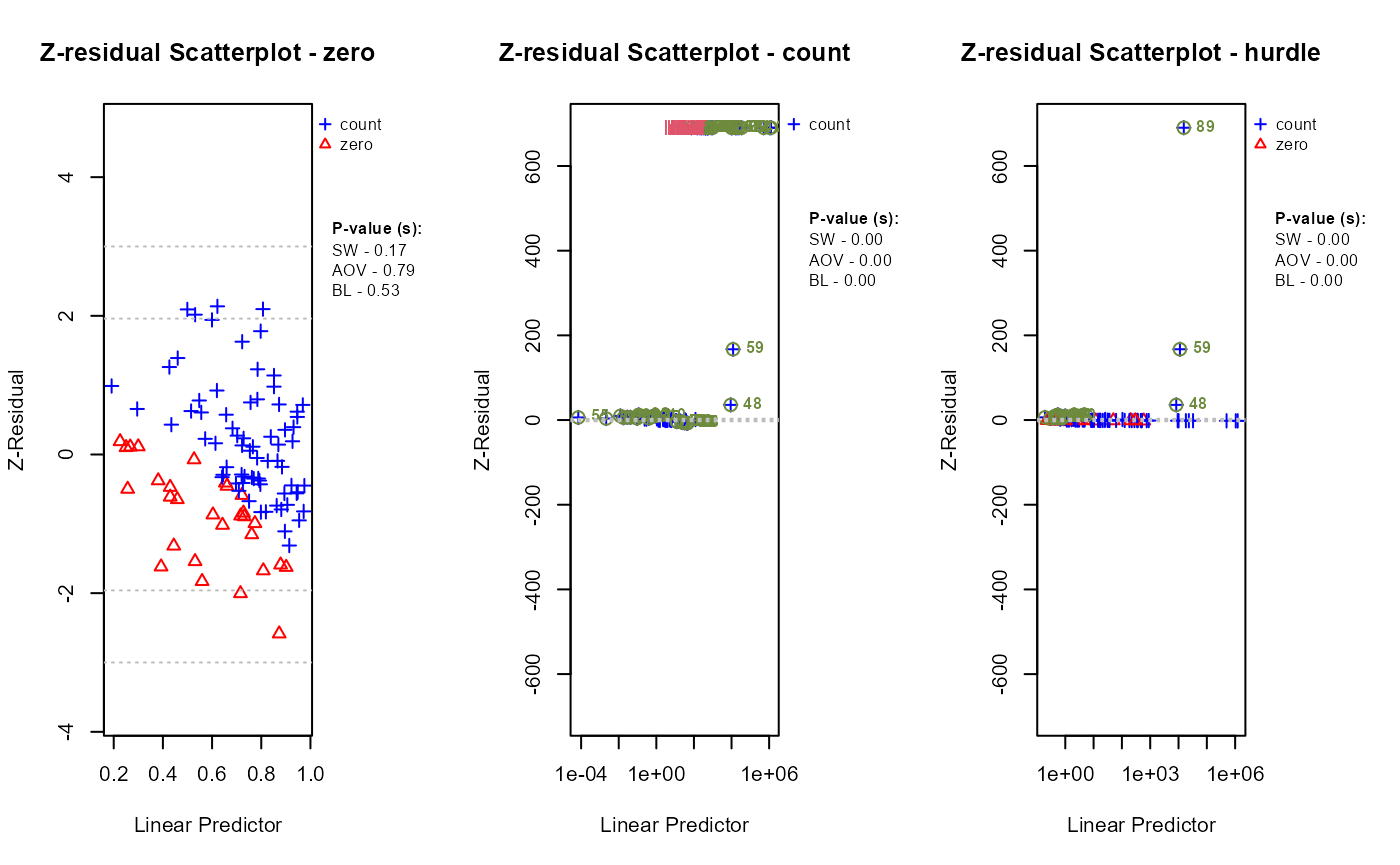 Z-residual Scatterplot - zero
Z-Residual
4
2
0
-2
-4
0.2 0.4 0.6 0.8 1.0
Linear Predictor
count
zero
P-value (s):
SW - 0.17
AOV - 0.79
BL - 0.53
Z-residual Scatterplot - count
Z-Residual
600
400
200
0
-200
-400
-600
1e-04 1e+00 1e+06
Linear Predictor
count
P-value (s):
SW - 0.00
AOV - 0.00
BL - 0.00
59
48
Z-residual Scatterplot - hurdle
Z-Residual
600
400
200
0
-200
-400
-600
1e+00 1e+03 1e+06
Linear Predictor
count
zero
P-value (s):
SW - 0.00
AOV - 0.00
BL - 0.00
89
59
48